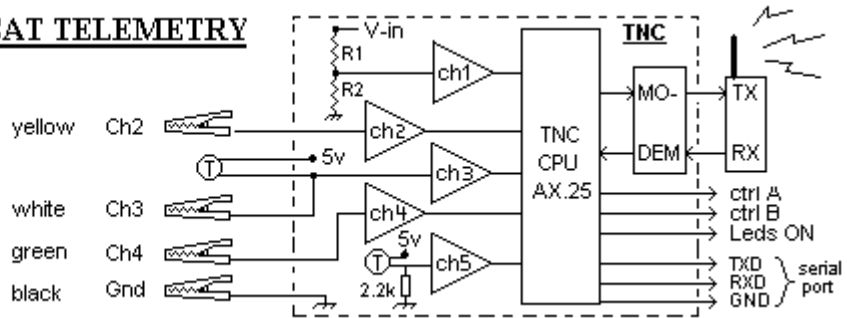 CAT TELEMETRY
V-in
TNC
R1
R2
ch1
MO-
TX
yellow Ch2
ch2
TNC
CPU
AX.25
DEM
RX
T
5v
ch3
ctrl A
white Ch3
ch4
ctrl B
Leds ON
green Ch4
5v
T
ch5
TXD
RXD
GND
serial
port
black Gnd
2.2k